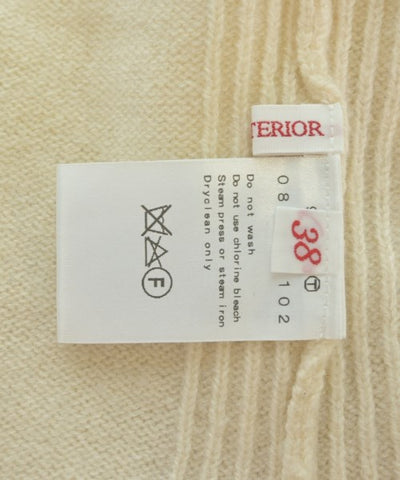 TERIOR
38
08
102
T
Do not wash
Do not use chlorine bleach
Steam press or steam iron
Dryclean only
F